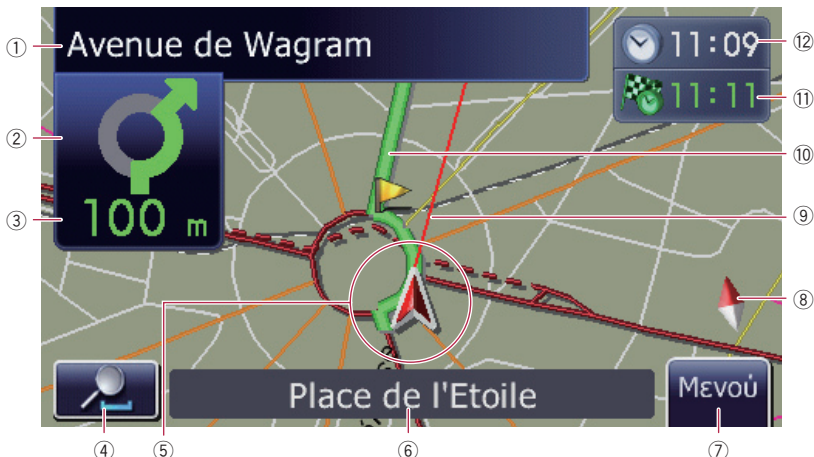 ① Avenue de Wagram
11:09 ⑫
②
11:11 ⑪
⑩
③ 100 m
⑨
⑧
Place de l'Etoile
Μενού
④ ⑤ ⑥ ⑦